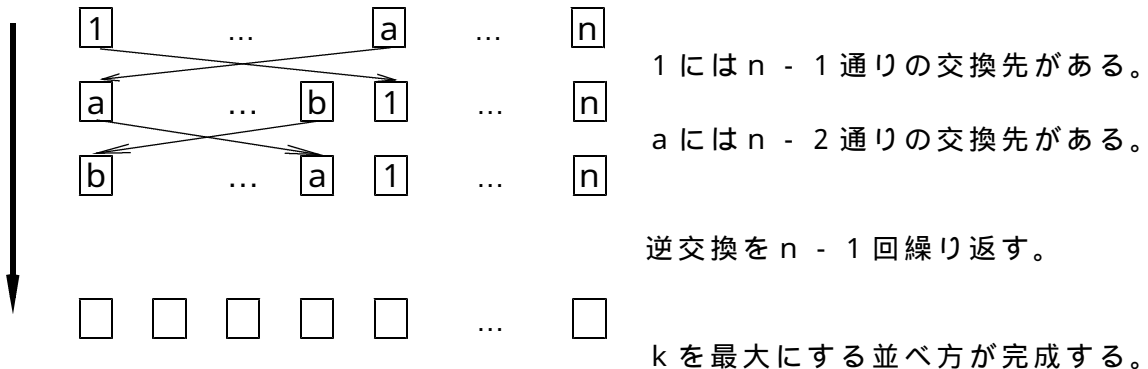 1 … a … n
1にはn - 1通りの交換先がある。
a … b 1 … n
aにはn - 2通りの交換先がある。
b … a 1 … n
逆交換をn - 1回繰り返す。
…
kを最大にする並べ方が完成する。